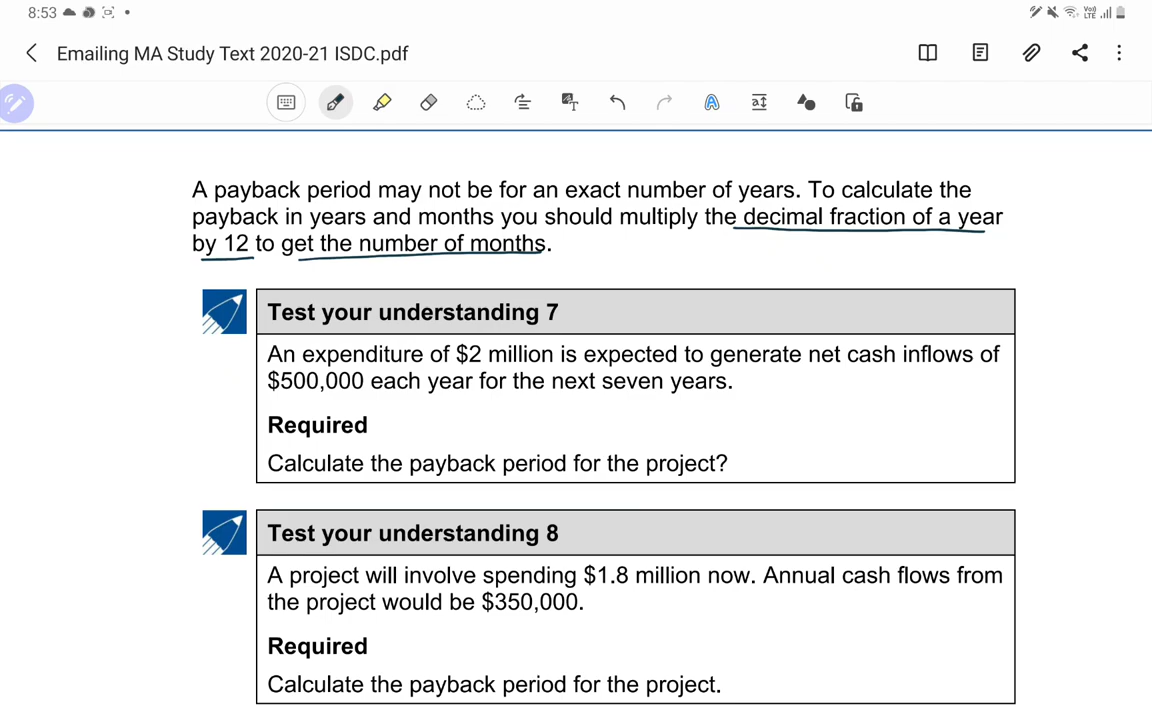 8:53
Emailing MA Study Text 2020-21 ISDC.pdf
A payback period may not be for an exact number of years. To calculate the
payback in years and months you should multiply the decimal fraction of a year
by 12 to get the number of months.
Test your understanding 7
An expenditure of $2 million is expected to generate net cash inflows of
$500,000 each year for the next seven years.
Required
Calculate the payback period for the project?
Test your understanding 8
A project will involve spending $1.8 million now. Annual cash flows from
the project would be $350,000.
Required
Calculate the payback period for the project.